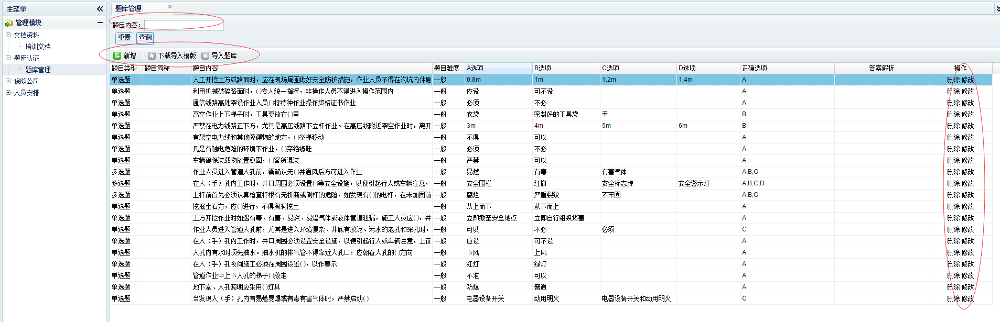 主菜单
管理模块
文档资料
培训文档
题库认证
题库管理
保险公司
人员安排
题库管理
题目内容：
重置 查询
新增 下载导入模版 导入题库
题目类型 题目简称 题目内容 题目难度 A选项 B选项 C选项 D选项 正确选项 答案解析 操作
单选题 人工开挖土方或路面时，应在现场周围做好安全防护措施，作业人员不得在沟坑内休息 一般 0.8m 1m 1.2m 1.4m A 删除 修改
单选题 利用机械破碎路面时，( )专人统一指挥，非操作人员不得进入操作范围内 一般 应设 可不设 A 删除 修改
单选题 通信线路高处架设作业人员( )持特种作业操作资格证书作业 一般 必须 不必 A 删除 修改
单选题 高空作业上下梯子时，工具要放在( )里 一般 衣袋 密封好的工具袋 手 B 删除 修改
单选题 严禁在电力线路正下方，尤其是高压线路下立杆作业。在高压线附近架空作业时，离开 一般 3m 4m 5m 6m B 删除 修改
单选题 有架空电力线和其他障碍物的地方，( )举梯移动 一般 不得 可以 A 删除 修改
单选题 凡是有触电危险的环境下作业，( )穿绝缘鞋 一般 必须 不必 A 删除 修改
单选题 车辆确保装载物放置稳固，( )客货混装 一般 严禁 可以 A 删除 修改
多选题 作业人员进入管道人孔前，需确认无( )并通风后方可进入作业 一般 易燃 有毒 有害气体 A,B,C 删除 修改
多选题 在人（手）孔内工作时，井口周围必须设置( )等安全设施，以便引起行人或车辆注意， 一般 安全围栏 红旗 安全标志牌 安全警示灯 A,B,C,D 删除 修改
多选题 上杆前首先必须认真检查杆根有无折断或倒杆的危险，如发现有( )的电杆，在未加固前 一般 腐烂 严重裂纹 不牢固 A,B,C 删除 修改
单选题 挖掘土石方，应( )进行，不得掏洞挖土 一般 从上而下 从下而上 A 删除 修改
单选题 土方开挖作业时如遇有毒、有害、易燃、易爆气体或液体管道泄漏，施工人员应( )，并 一般 立即撤至安全地点 立即自行组织堵塞 A 删除 修改
单选题 作业人员进入管道人孔前，尤其是进入环境复杂、井底有淤泥、污水的老孔和深孔时， 一般 可以 不必 必须 C 删除 修改
单选题 在人（手）孔内工作时，井口周围必须设置安全设施，以便引起行人或车辆注意，上面 一般 应设 可不设 A 删除 修改
单选题 人孔内有水时须先抽水。抽水机的排气管不得靠近人孔口，应朝着人孔的( )方向 一般 下风 上风 A 删除 修改
单选题 在人（手）孔夜间施工必须在周围设置( )，以作警示 一般 红灯 绿灯 A 删除 修改
单选题 管道作业中上下人孔的梯子( )撤走 一般 不准 可以 A 删除 修改
单选题 地下室、人孔照明应采用( )灯具 一般 防爆 普通 A 删除 修改
单选题 当发现人（手）孔内有易燃易爆或有毒有害气体时，严禁启动( ) 一般 电器设备开关 动用明火 电器设备开关和动用明火 C 删除 修改